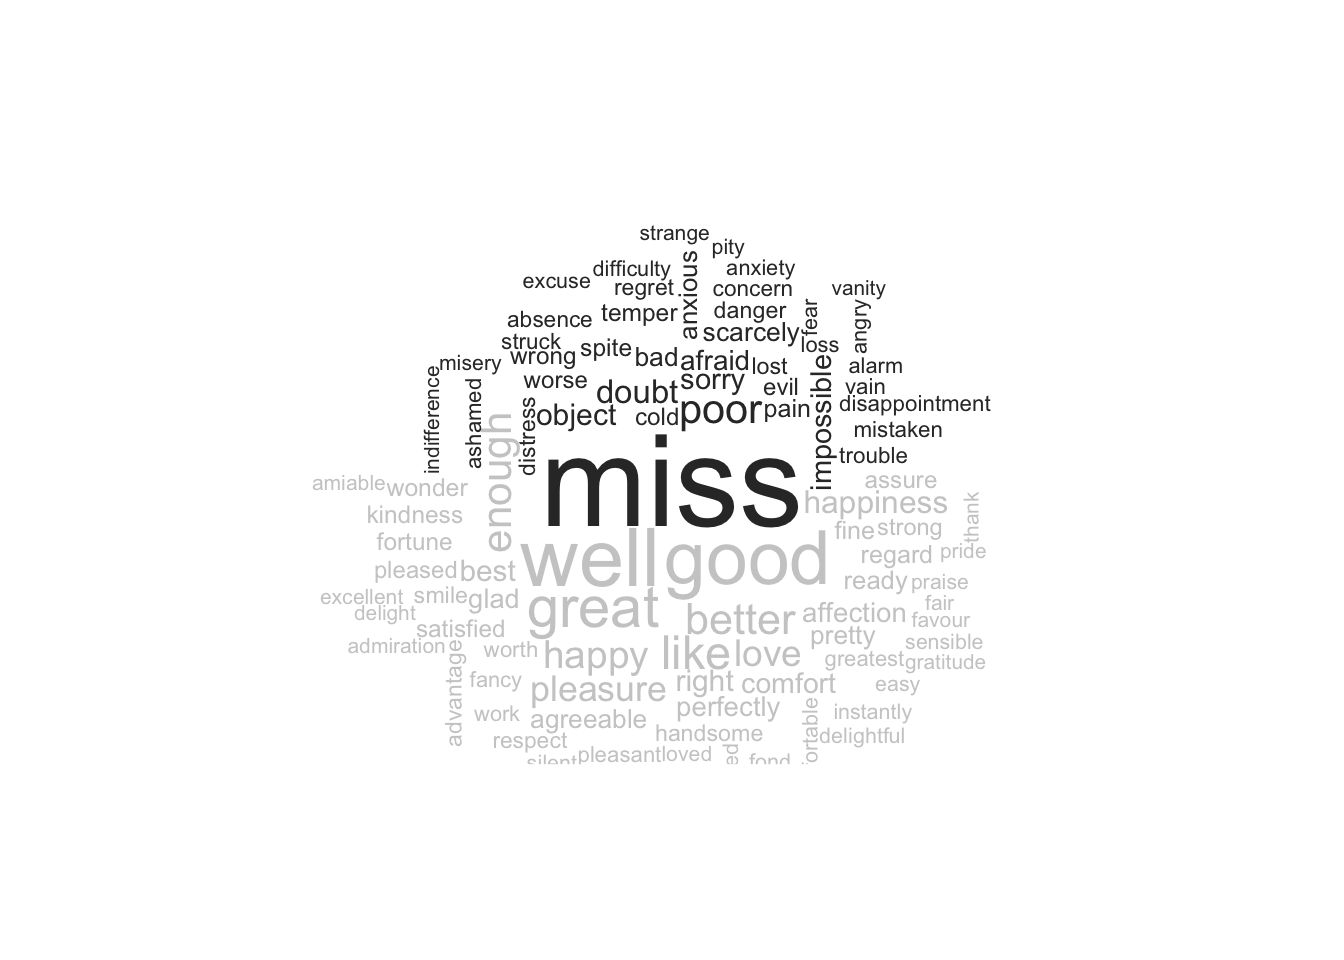 strange
pity
difficulty
anxiety
excuse
regret
anxious
concern
vanity
absence
temper
danger
fear
angry
struck
scarcely
loss
misery
wrong
spite
bad
afraid
lost
alarm
indifference
ashamed
worse
doubt
sorry
evil
impossible
vain
distress
object
cold
poor
pain
disappointment
mistaken
trouble
miss
enough
amiable
wonder
assure
happiness
thank
kindness
fine
strong
fortune
well
good
regard
pride
pleased
best
ready
praise
excellent
smile
glad
great
better
affection
fair
delight
favour
satisfied
pretty
sensible
admiration
advantage
worth
happy
like
love
greatest
gratitude
fancy
pleasure
right
comfort
easy
work
agreeable
perfectly
instantly
respect
handsome
delightful
pleasant
loved
silent
fond